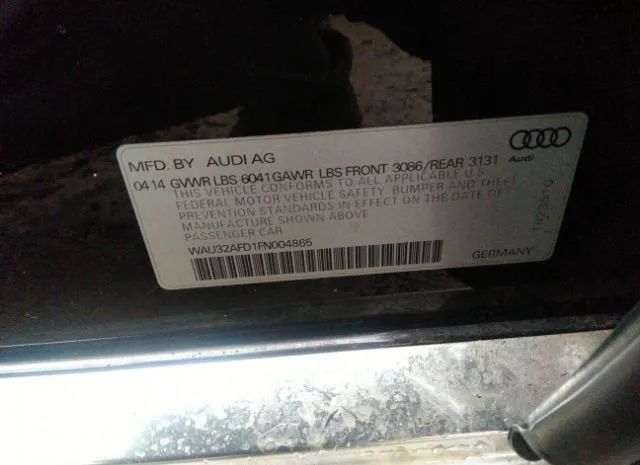 MFD. BY AUDI AG
0414 GVWR LBS 6041 GAWR LBS FRONT 3086/REAR 3131
Audi
THIS VEHICLE CONFORMS TO ALL APPLICABLE U.S
FEDERAL MOTOR VEHICLE SAFETY, BUMPER AND THEFT
PREVENTION STANDARDS IN EFFECT ON THE DATE OF
MANUFACTURE SHOWN ABOVE
PASSENGER CAR
WAU32AFD1FN004865
GERMANY